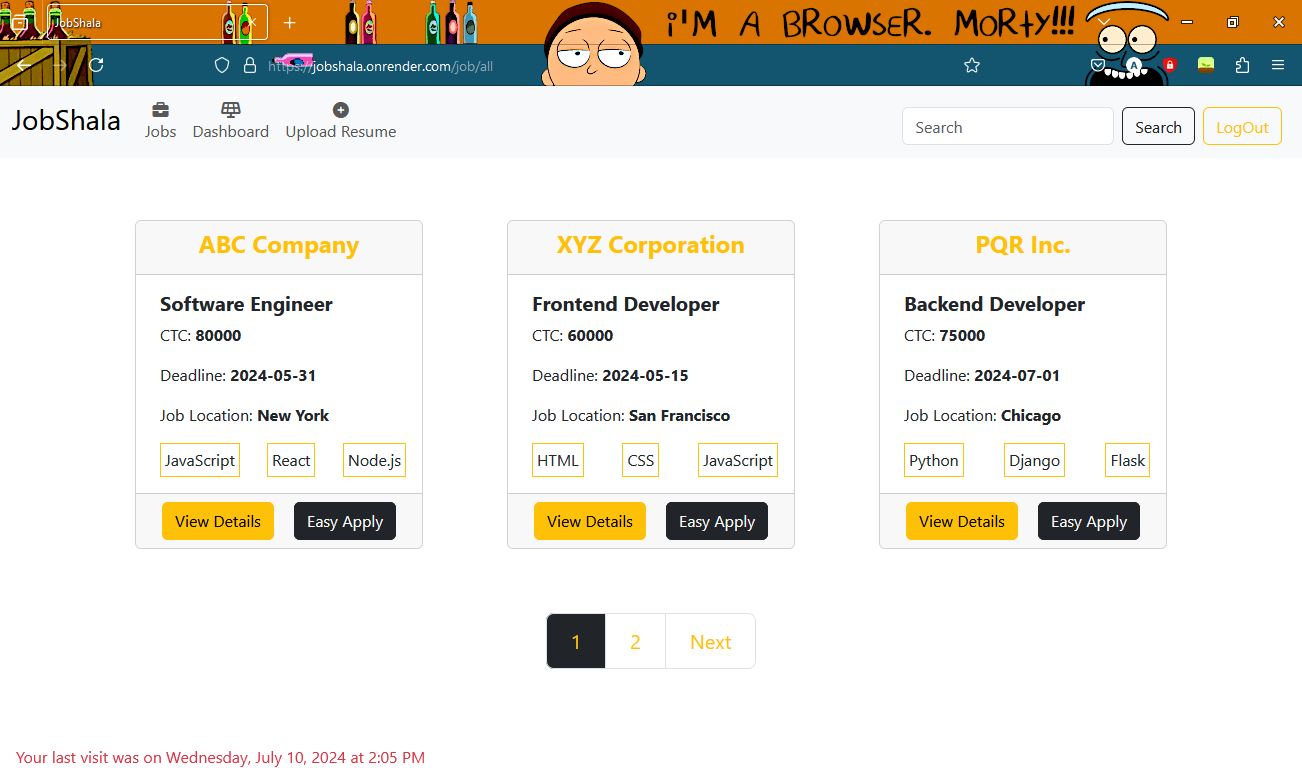 JobShala
I'M A BROWSER. MORTY!!!
https://jobshala.onrender.com/job/all
A
JobShala
Jobs
Dashboard
Upload Resume
Search
Search
LogOut
ABC Company
Software Engineer
CTC: 80000
Deadline: 2024-05-31
Job Location: New York
JavaScript React Node.js
View Details Easy Apply
XYZ Corporation
Frontend Developer
CTC: 60000
Deadline: 2024-05-15
Job Location: San Francisco
HTML CSS JavaScript
View Details Easy Apply
PQR Inc.
Backend Developer
CTC: 75000
Deadline: 2024-07-01
Job Location: Chicago
Python Django Flask
View Details Easy Apply
1 2 Next
Your last visit was on Wednesday, July 10, 2024 at 2:05 PM